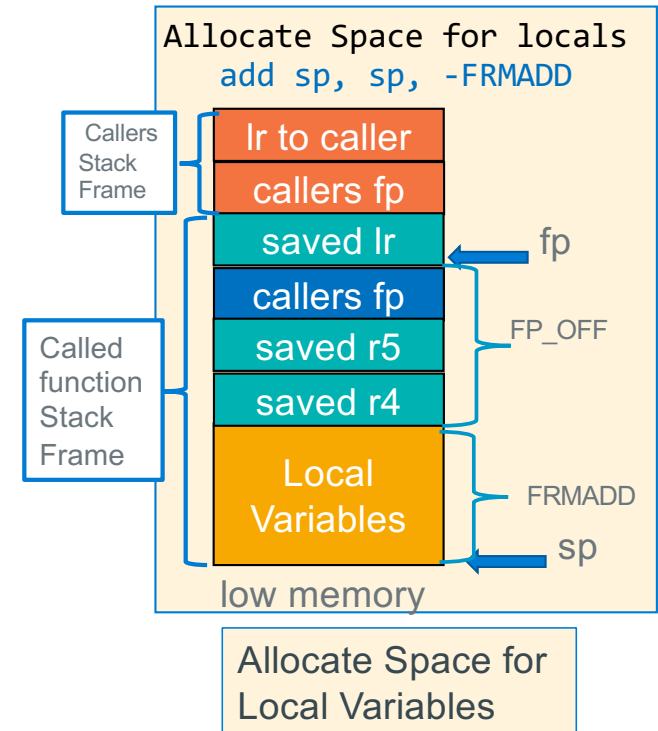 Allocate Space for locals
add sp, sp, -FRMADD
Callers
Stack
Frame
lr to caller
callers fp
saved lr
fp
callers fp
FP_OFF
saved r5
saved r4
Called
function
Stack
Frame
Local
Variables
FRMADD
sp
low memory
Allocate Space for
Local Variables